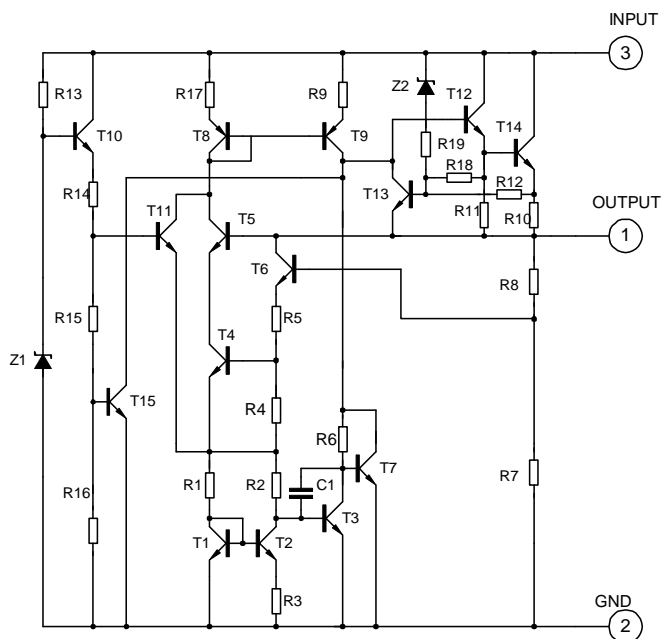 INPUT
3
R13
R17
R9
Z2
T12
T10
T8
T9
R19
T14
R18
R14
R12
T13
T11
T5
R11
R10
OUTPUT
1
T6
R8
R15
R5
T4
Z1
T15
R4
R6
T7
R7
R16
R1
R2
C1
T3
T1
T2
R3
GND
2